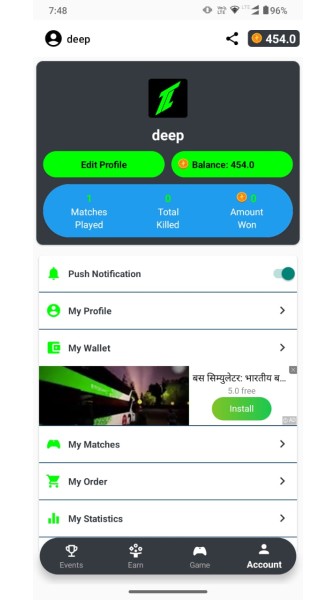 7:48
LTE
96%
deep
454.0
deep
Edit Profile
Balance: 454.0
1
0
0
Matches
Played
Total
Killed
Amount
Won
Push Notification
My Profile
My Wallet
बस सिम्युलेटर: भारतीय ब...
5.0 free
Install
My Matches
My Order
My Statistics
Events
Earn
Game
Account